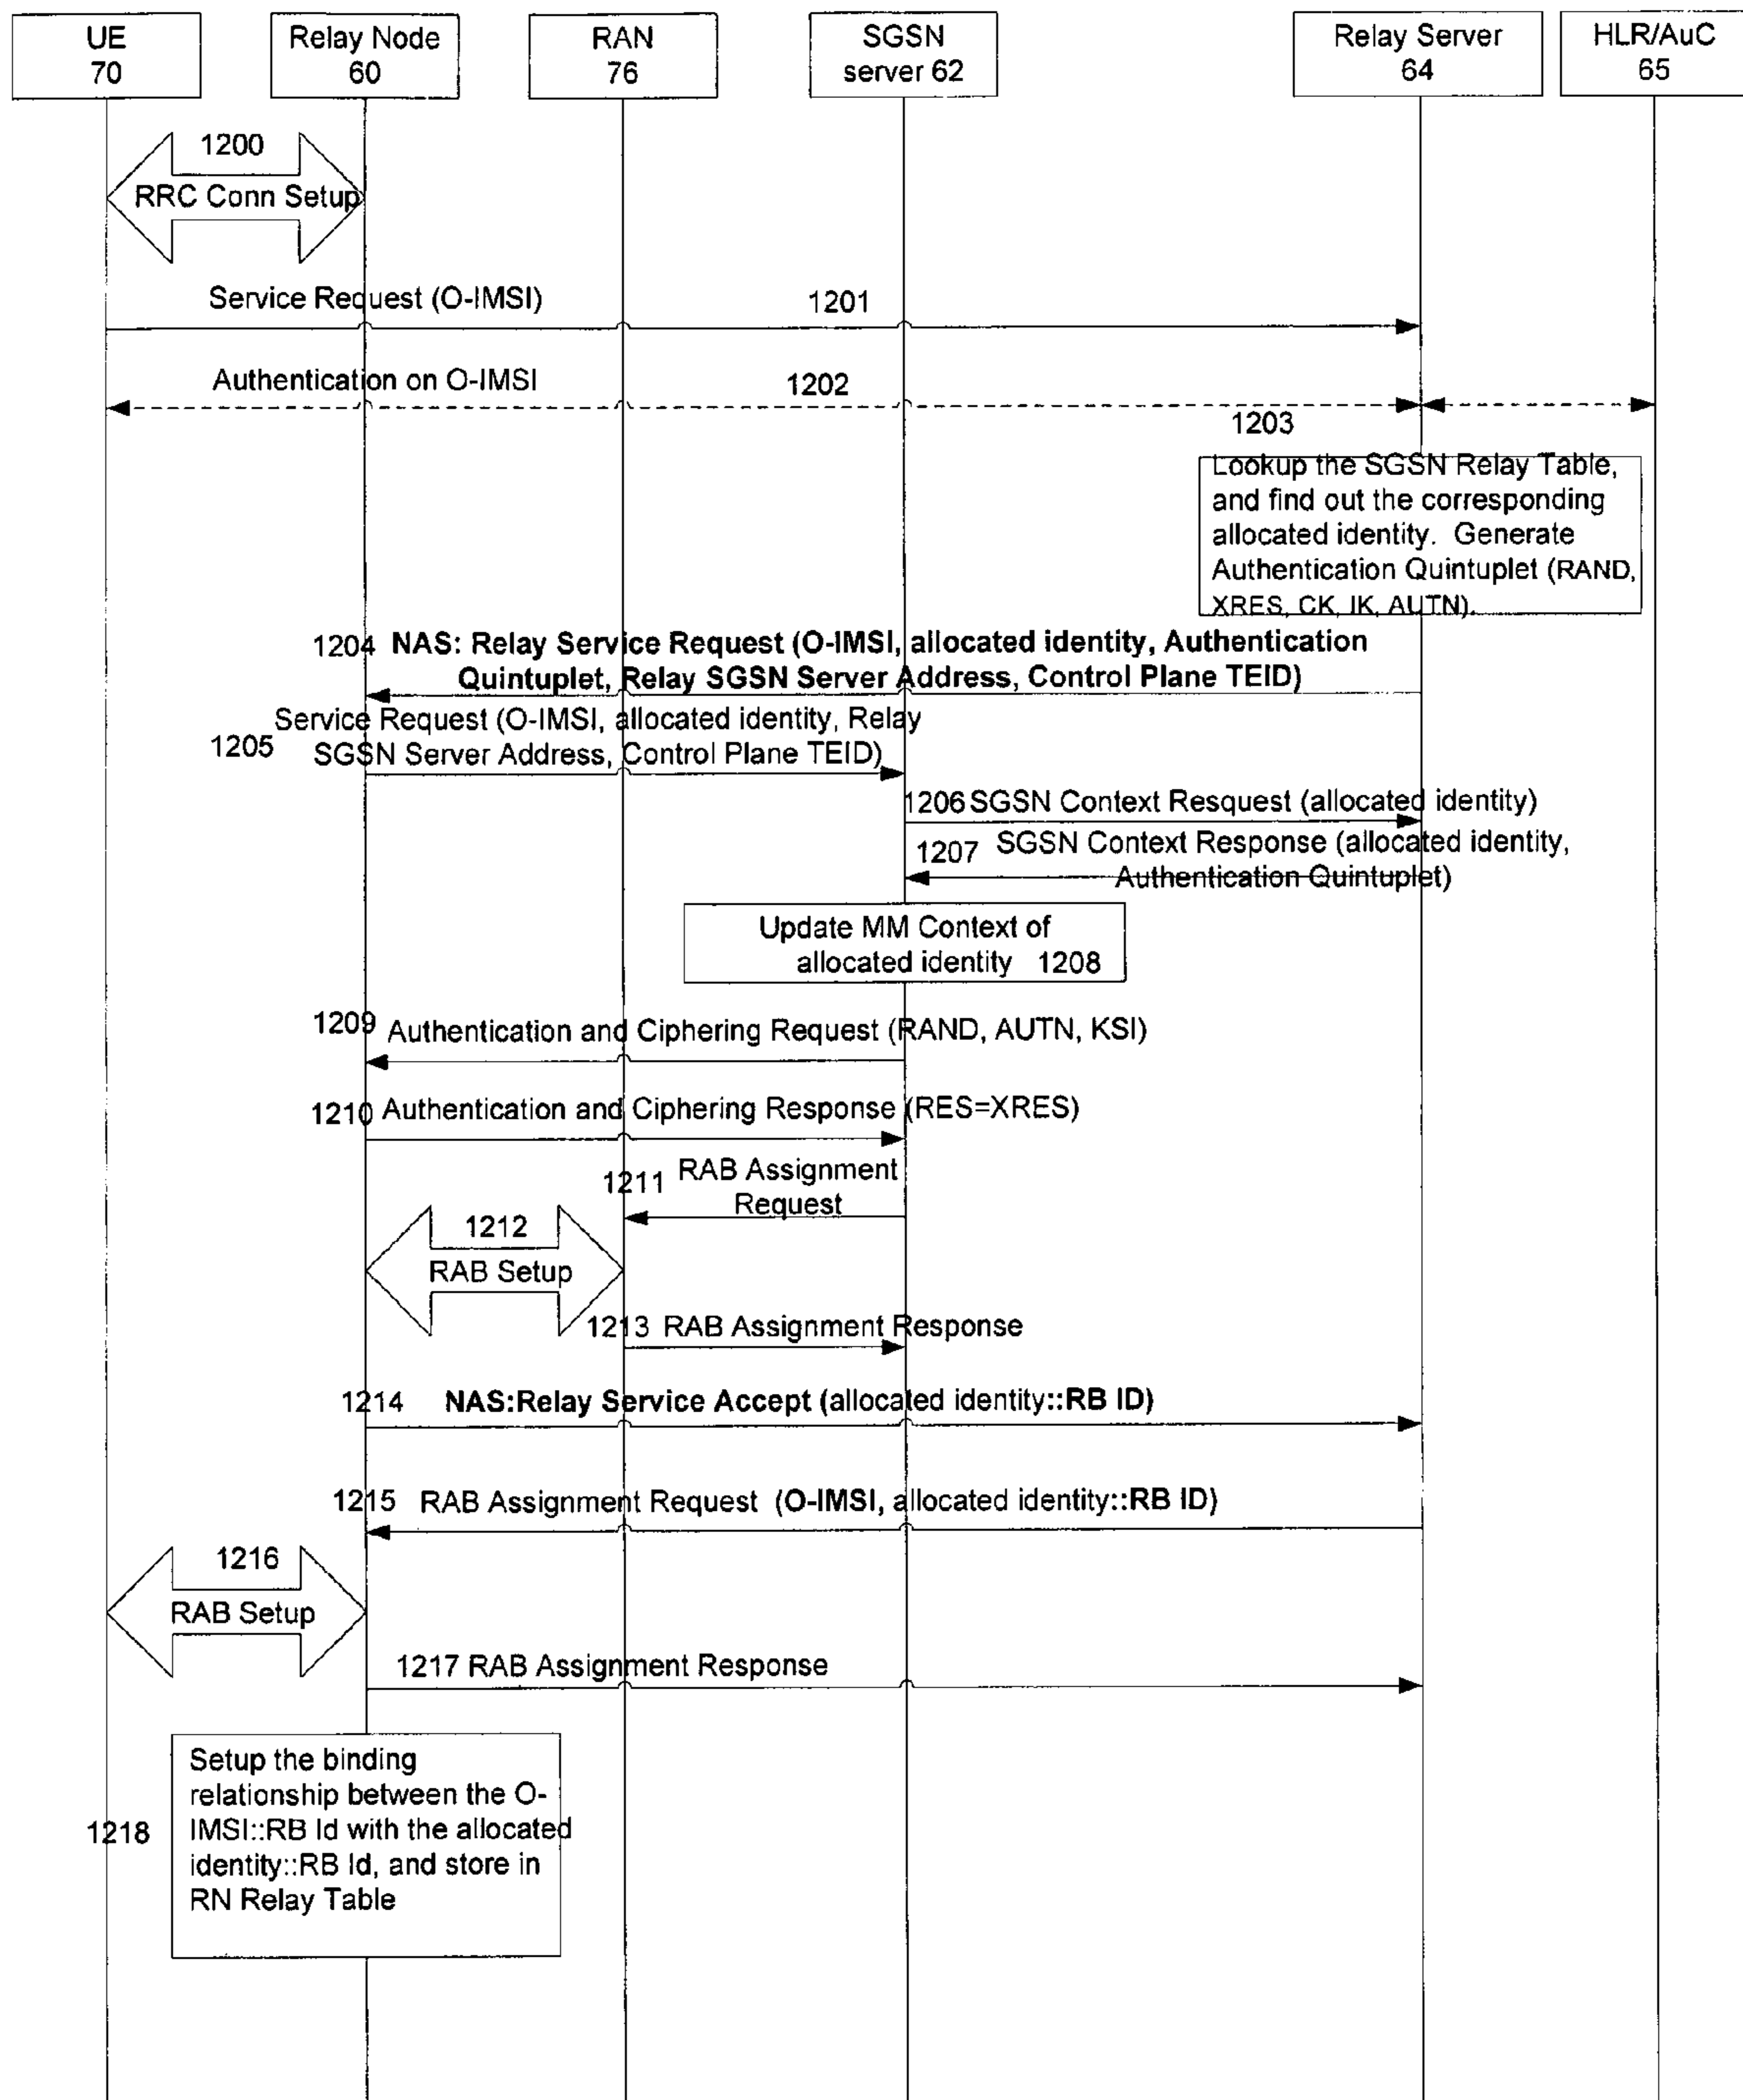 UE
70
Relay Node
60
RAN
76
SGSN
server 62
Relay Server
64
HLR/AuC
65
1200
RRC Conn Setup
Service Request (O-IMSI)
1201
Authentication on O-IMSI
1202
1203
Lookup the SGSN Relay Table,
and find out the corresponding
allocated identity. Generate
Authentication Quintuplet (RAND,
XRES, CK, IK, AUTN).
1204 NAS: Relay Service Request (O-IMSI, allocated identity, Authentication
Quintuplet, Relay SGSN Server Address, Control Plane TEID)
Service Request (O-IMSI, allocated identity, Relay
1205 SGSN Server Address, Control Plane TEID)
1206 SGSN Context Resquest (allocated identity)
1207 SGSN Context Response (allocated identity,
Authentication Quintuplet)
Update MM Context of
allocated identity 1208
1209 Authentication and Ciphering Request (RAND, AUTN, KSI)
1210 Authentication and Ciphering Response (RES=XRES)
1211 RAB Assignment
Request
1212
RAB Setup
1213 RAB Assignment Response
1214 NAS:Relay Service Accept (allocated identity::RB ID)
1215 RAB Assignment Request (O-IMSI, allocated identity::RB ID)
1216
RAB Setup
1217 RAB Assignment Response
Setup the binding
relationship between the O-
1218 IMSI::RB Id with the allocated
identity::RB Id, and store in
RN Relay Table